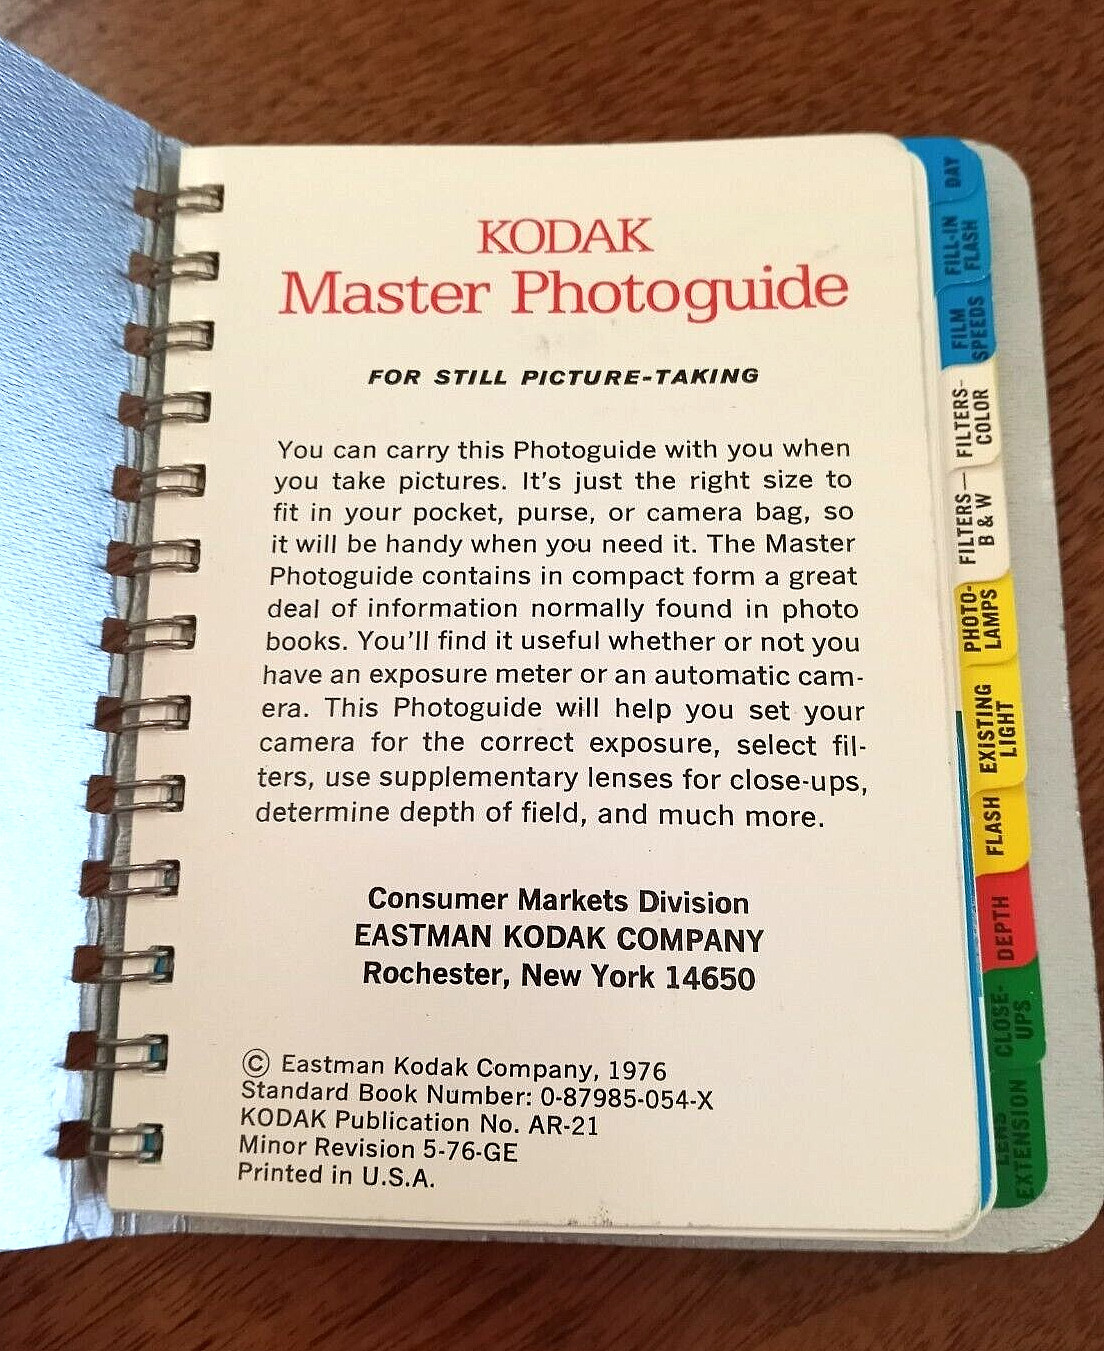 KODAK
Master Photoguide
FOR STILL PICTURE-TAKING
You can carry this Photoguide with you when
you take pictures. It's just the right size to
fit in your pocket, purse, or camera bag, so
it will be handy when you need it. The Master
Photoguide contains in compact form a great
deal of information normally found in photo
books. You'll find it useful whether or not you
have an exposure meter or an automatic cam-
era. This Photoguide will help you set your
camera for the correct exposure, select fil-
ters, use supplementary lenses for close-ups,
determine depth of field, and much more.
Consumer Markets Division
EASTMAN KODAK COMPANY
Rochester, New York 14650
© Eastman Kodak Company, 1976
Standard Book Number: 0-87985-054-X
KODAK Publication No. AR-21
Minor Revision 5-76-GE
Printed in U.S.A.
DAY
FILL-IN
FLASH
FILM
SPEEDS
FILTERS-
COLOR
FILTERS—
B & W
PHOTO-
LAMPS
EXISTING
LIGHT
FLASH
DEPTH
CLOSE-
UPS
LENS
EXTENSION